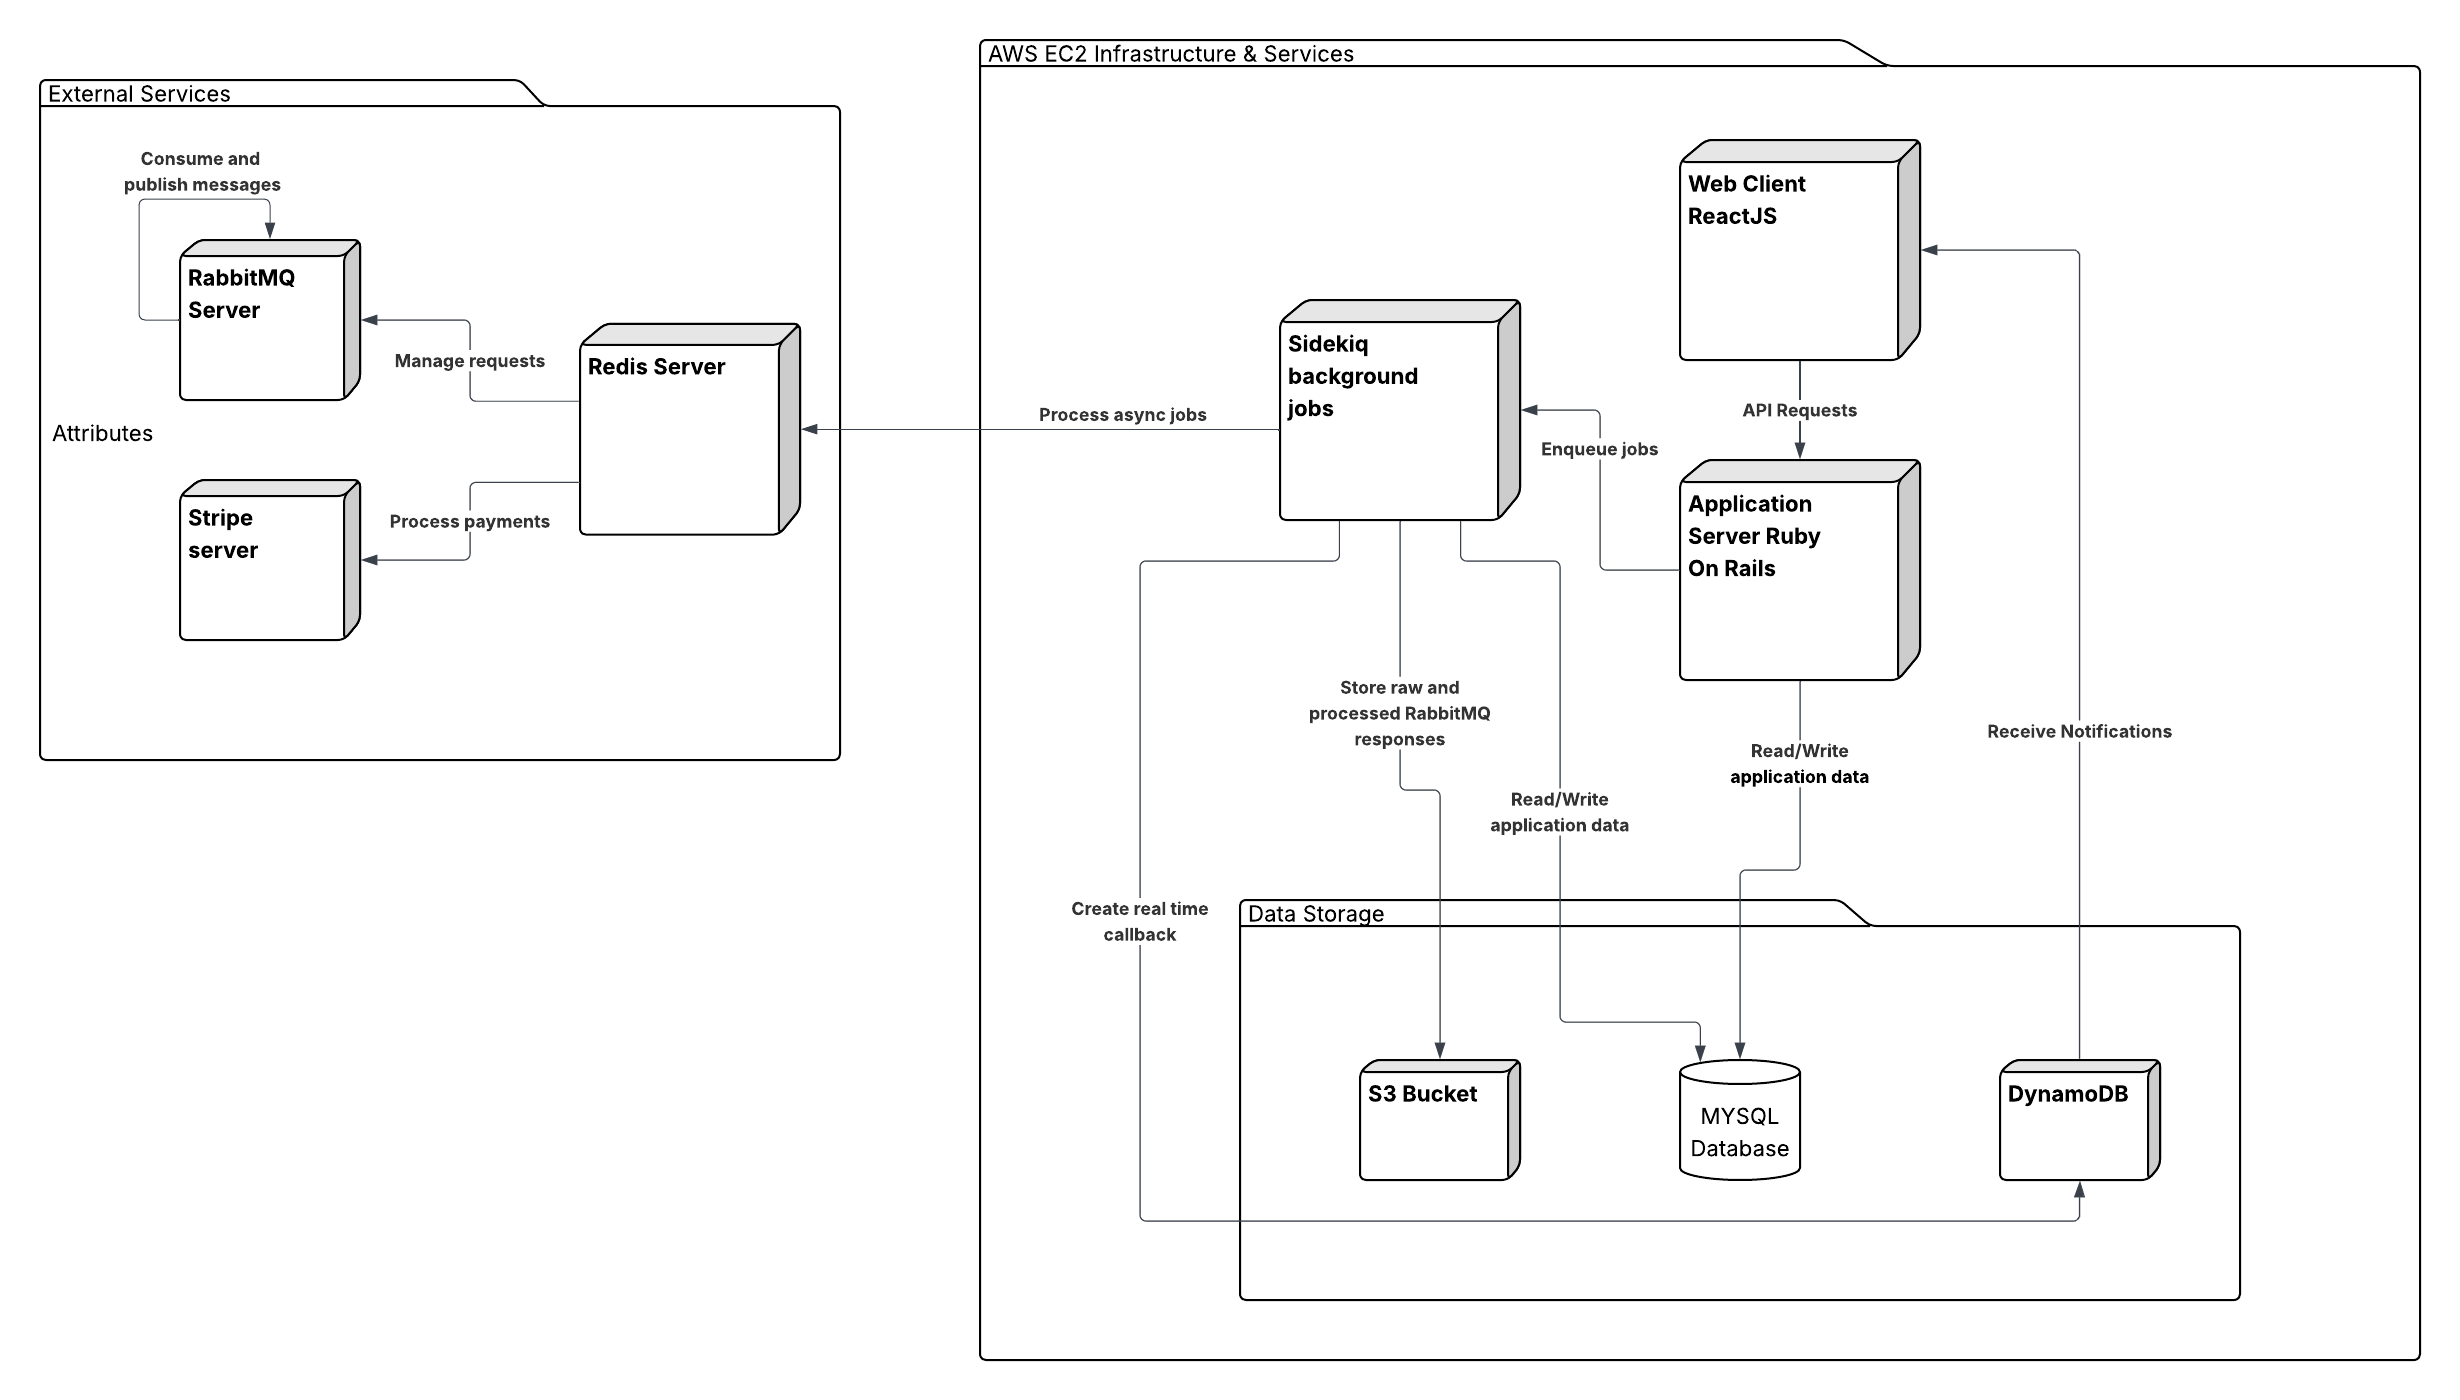 AWS EC2 Infrastructure & Services
External Services
Consume and
publish messages
RabbitMQ
Server
Manage requests
Redis Server
Attributes
Stripe
server
Process payments
Process async jobs
Sidekiq
background
jobs
Web Client
ReactJS
API Requests
Enqueue jobs
Application
Server Ruby
On Rails
Store raw and
processed RabbitMQ
responses
Read/Write
application data
Read/Write
application data
Receive Notifications
Create real time
callback
Data Storage
S3 Bucket
MYSQL
Database
DynamoDB